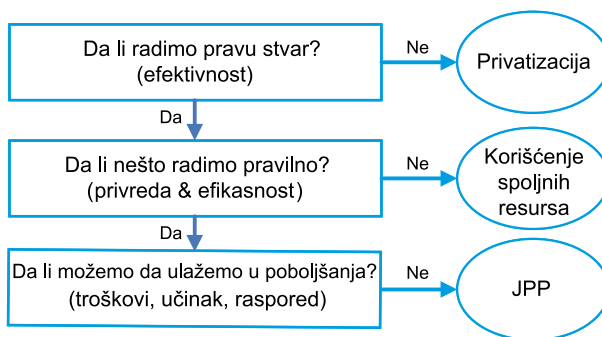 Da li radimo pravu stvar?
(efektivnost)
Ne
Privatizacija
Da
Da li nešto radimo pravilno?
(privreda & efikasnost)
Ne
Korišćenje
spoljnih
resursa
Da
Da li možemo da ulažemo u poboljšanja?
(troškovi, učinak, raspored)
Ne
JPP